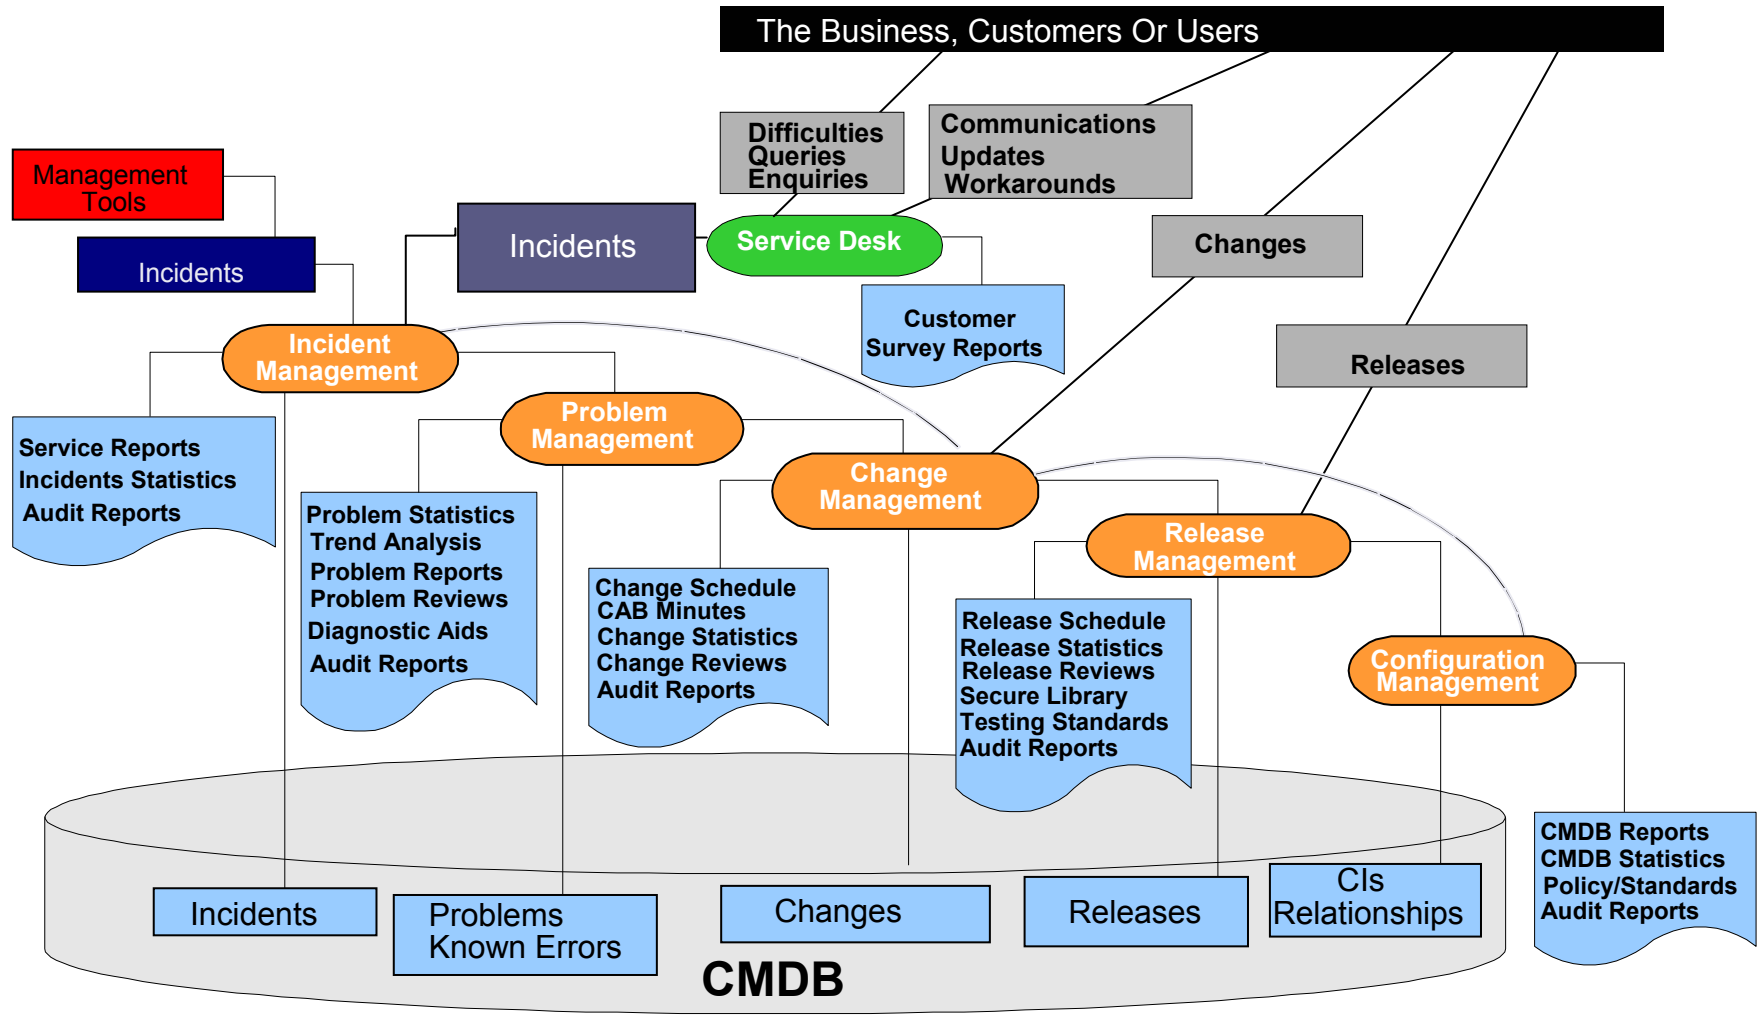 The Business, Customers Or Users
Difficulties
Queries
Enquiries
Communications
Updates
Workarounds
Management
Tools
Incidents
Incidents
Service Desk
Changes
Customer
Survey Reports
Releases
Incident
Management
Problem
Management
Change
Management
Release
Management
Configuration
Management
Service Reports
Incidents Statistics
Audit Reports
Problem Statistics
Trend Analysis
Problem Reports
Problem Reviews
Diagnostic Aids
Audit Reports
Change Schedule
CAB Minutes
Change Statistics
Change Reviews
Audit Reports
Release Schedule
Release Statistics
Release Reviews
Secure Library
Testing Standards
Audit Reports
CMDB Reports
CMDB Statistics
Policy/Standards
Audit Reports
Incidents
Problems
Known Errors
Changes
Releases
CIs
Relationships
CMDB